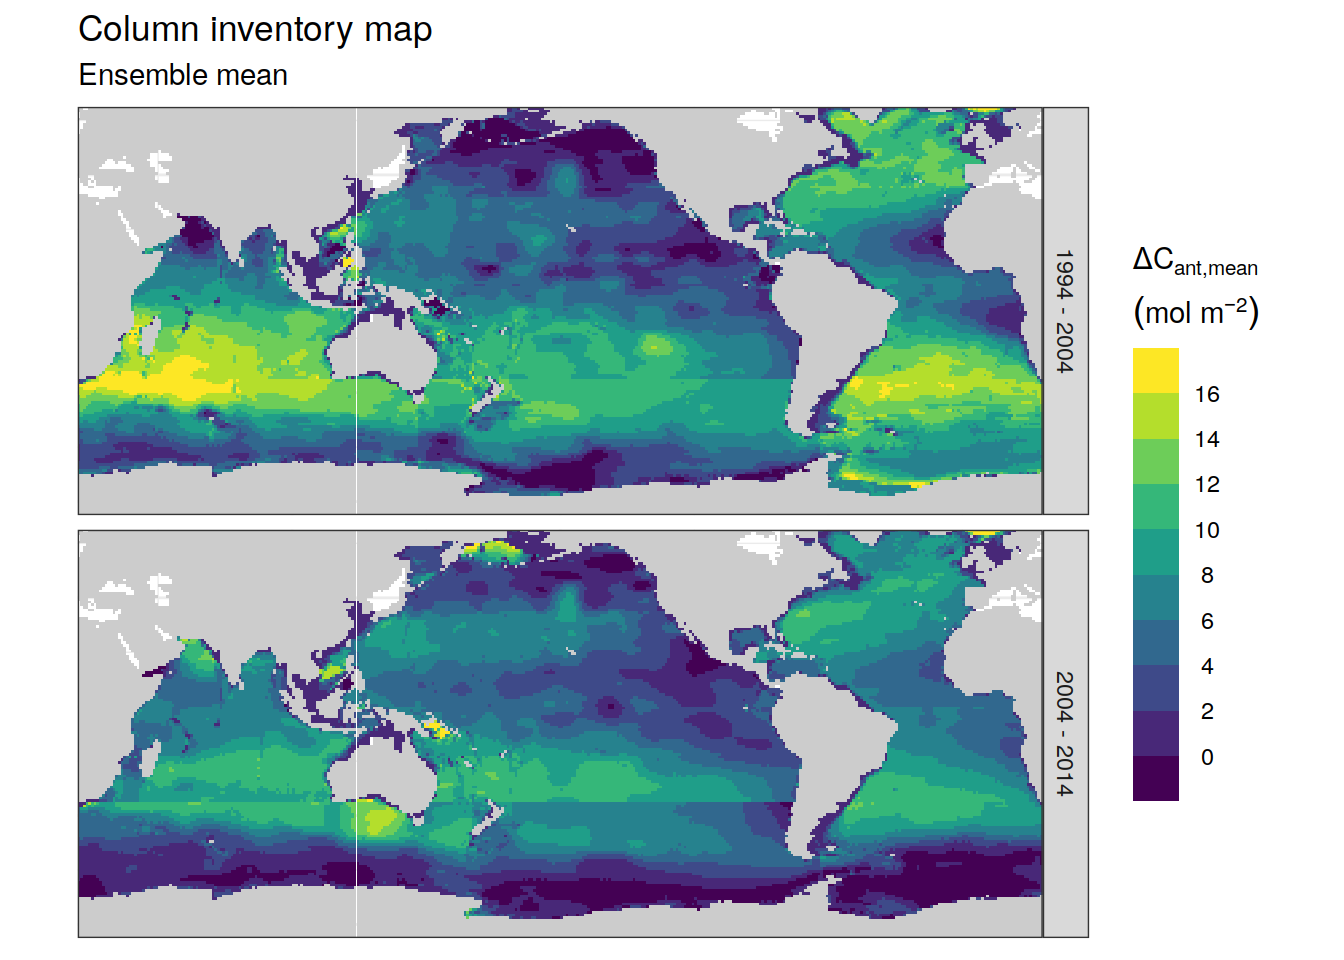 Column inventory map
Ensemble mean
1994 - 2004
2004 - 2014
ΔCant,mean
(mol m−2)
16
14
12
10
8
6
4
2
0